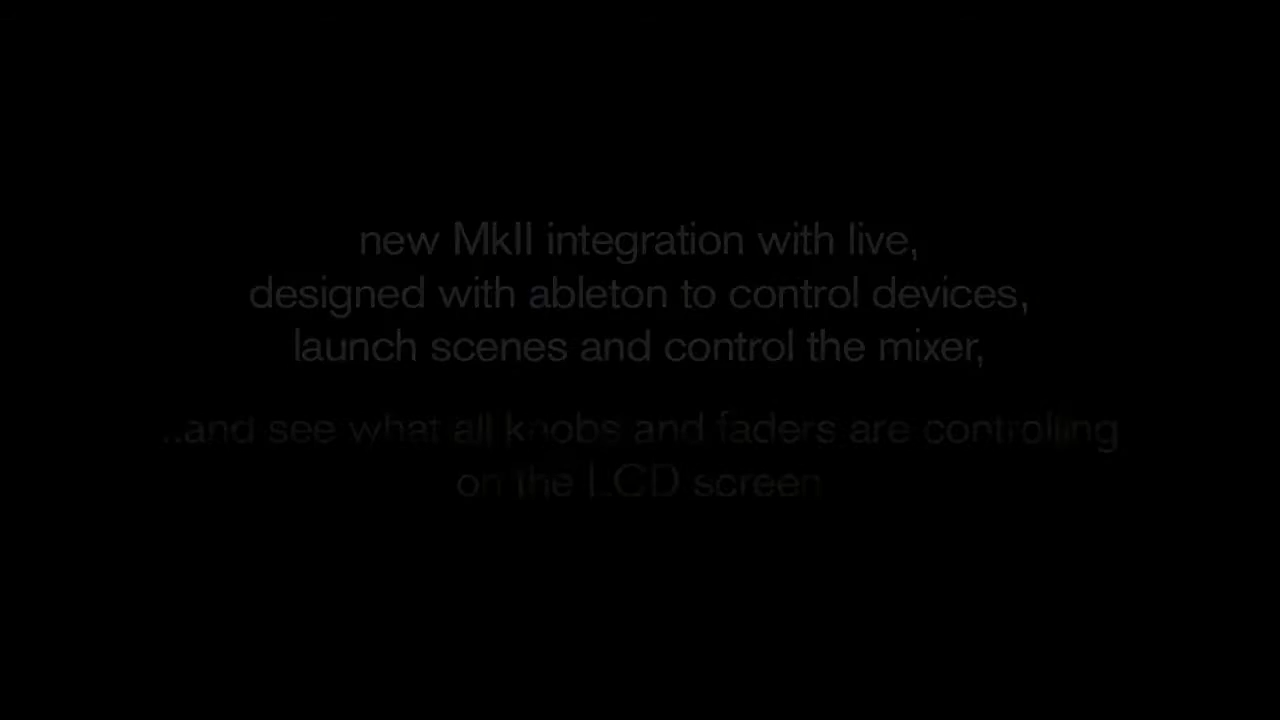 new MkII integration with live,
designed with ableton to control devices,
launch scenes and control the mixer,
..and see what all knobs and faders are controlling
on the LCD screen